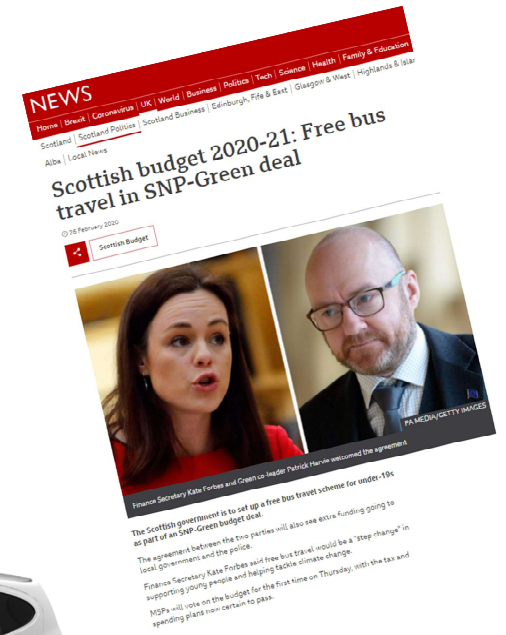 NEWS
Home | Brexit | Coronavirus | UK | World | Business | Politics | Tech | Science | Health | Family & Education
Scotland | Scotland Politics | Scotland Business | Edinburgh, Fife & East | Glasgow & West | Highlands &
Alba | Local News
Scottish budget 2020-21: Free bus
travel in SNP-Green deal
26 February 2020
Scottish Budget
PA MEDIA/GETTY IMAGES
Finance Secretary Kate Forbes and Green co-leader Patrick Harvie welcomed the agreement
The Scottish government is to set up a free bus travel scheme for under-19s
as part of an SNP-Green budget deal.
The agreement between the two parties will also see extra funding going to
local government and the police.
Finance Secretary Kate Forbes said free bus travel would be a "step change" in
supporting young people and helping tackle climate change.
MSPs will vote on the budget for the first time on Thursday, with the tax and
spending plans now certain to pass.